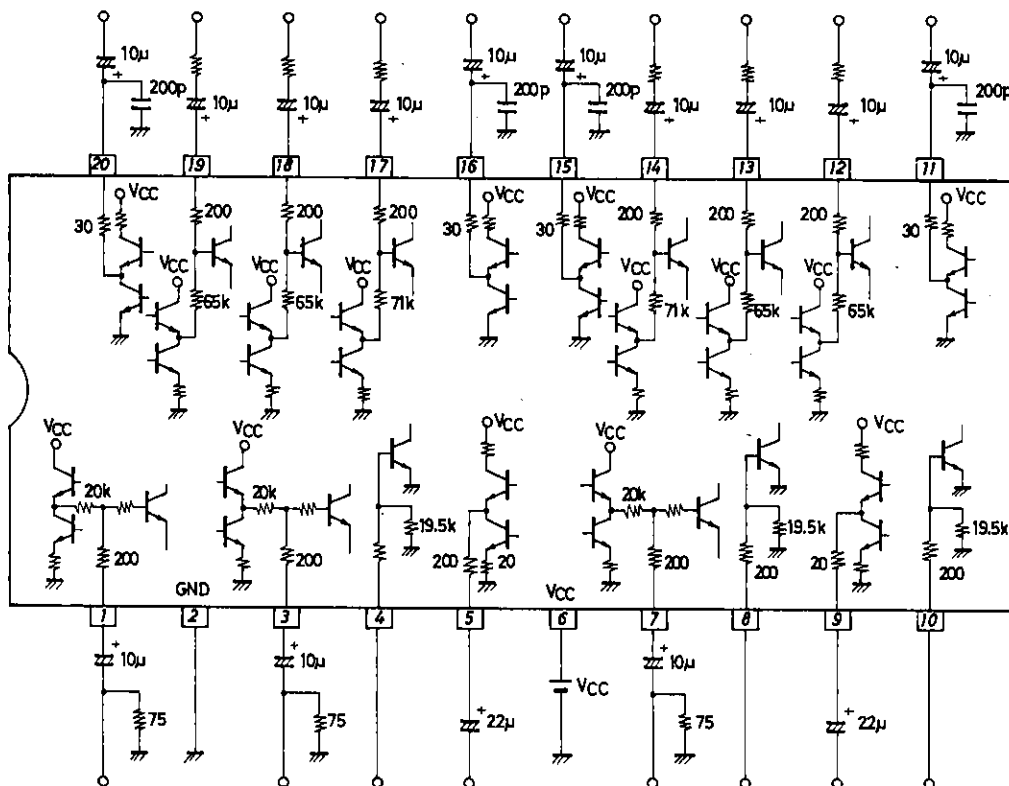 10μ 10μ 10μ 10μ
200p 10μ 10μ 10μ 200p 200p 10μ 10μ 10μ 200p
20 19 18 17 16 15 14 13 12 11
VCC VCC VCC VCC
30 200 200 200 30 30 200 200 200 30
VCC VCC VCC VCC VCC VCC
65k 65k 71k 71k 65k 65k
VCC VCC VCC VCC VCC VCC
20k 20k 20k
19.5k 19.5k 19.5k
200 200 200 20 200 200 20 200
GND VCC
1 2 3 4 5 6 7 8 9 10
+ + +
10μ 10μ VCC 10μ
75 75 + 22μ 75 + 22μ